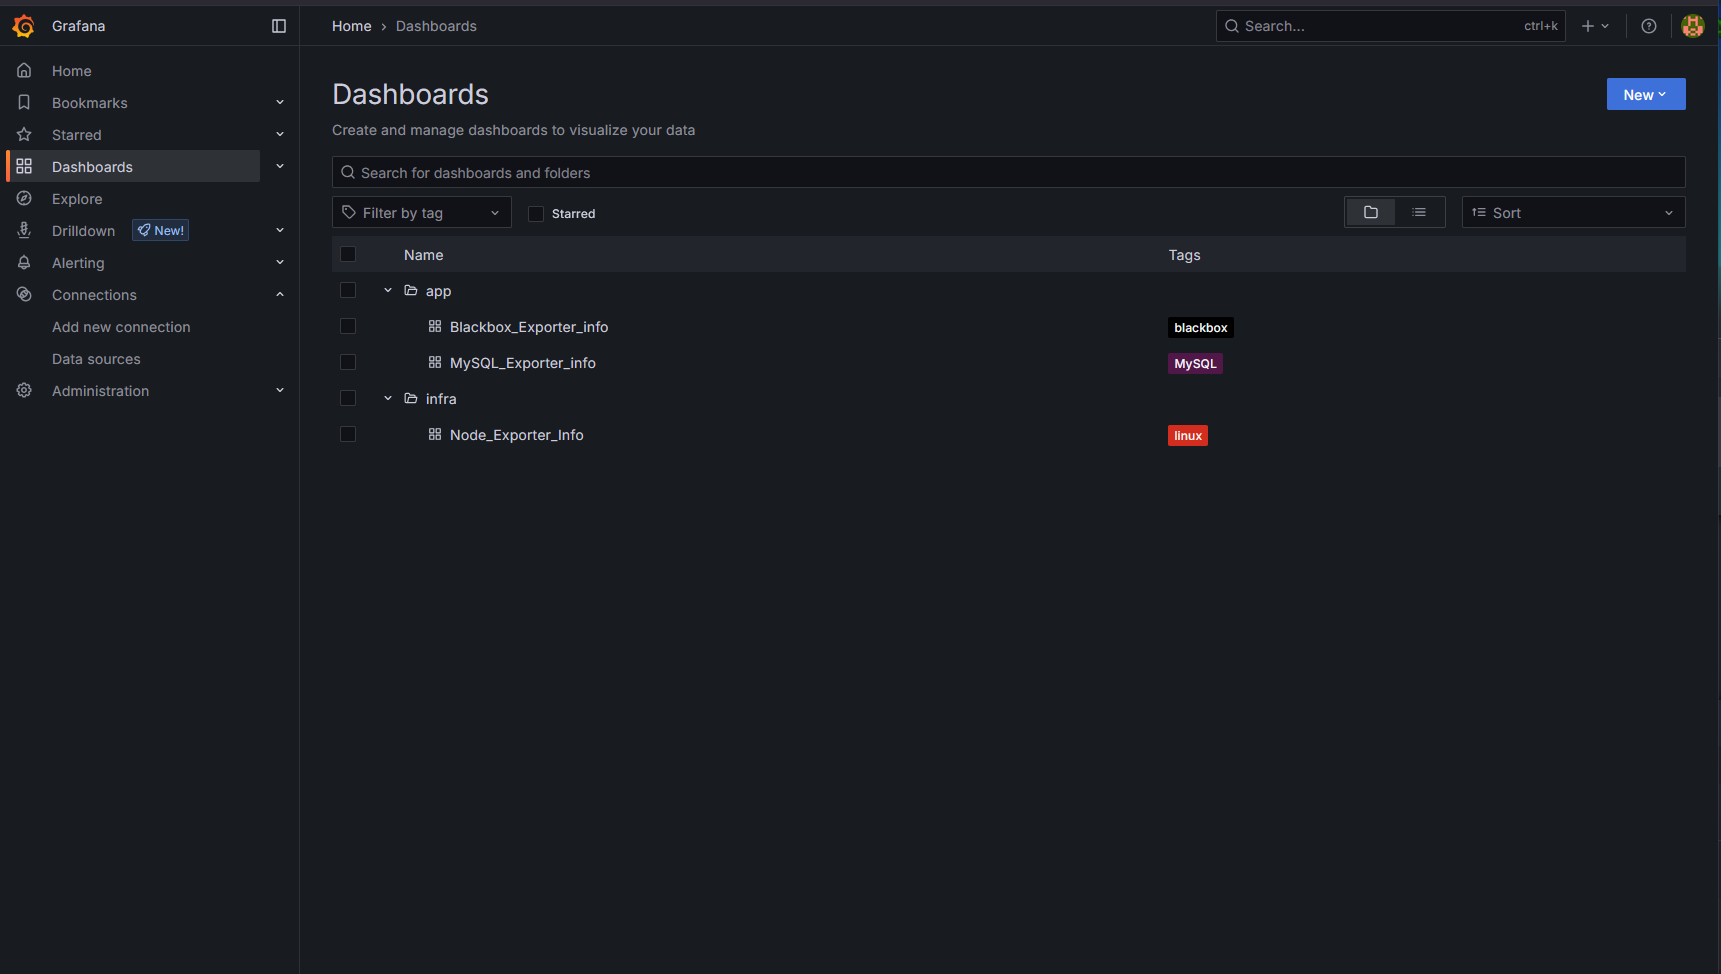 Grafana
Home › Dashboards
Search... ctrl+k
Home
Bookmarks
Starred
Dashboards
Explore
Drilldown New!
Alerting
Connections
Add new connection
Data sources
Administration
Dashboards
New
Create and manage dashboards to visualize your data
Search for dashboards and folders
Filter by tag
Starred
Sort
Name Tags
app
Blackbox_Exporter_info blackbox
MySQL_Exporter_info MySQL
infra
Node_Exporter_Info linux